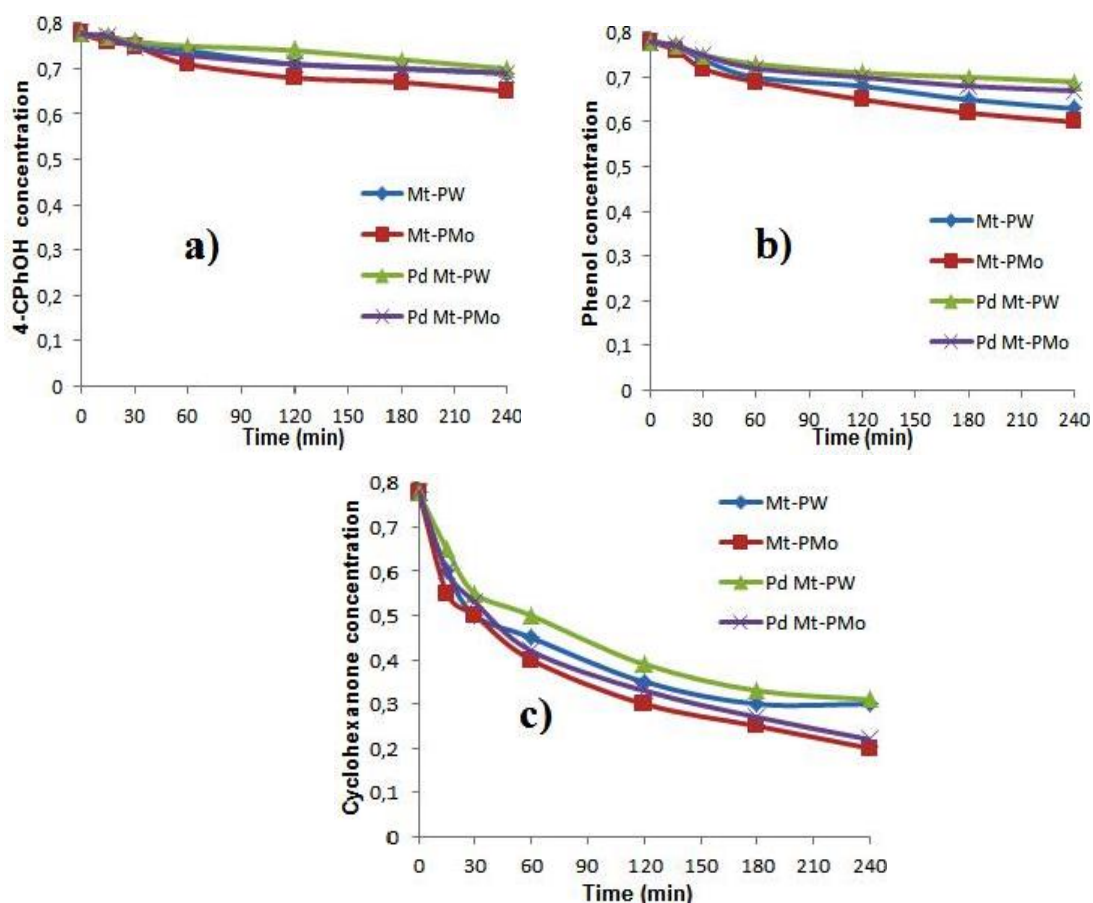 4-CPhOH concentration
0,8
0,7
0,6
0,5
0,4
0,3
0,2
0,1
0
a)
Mt-PW
Mt-PMo
Pd Mt-PW
Pd Mt-PMo
0 30 60 90 120 150 180 210 240
Time (min)
Phenol concentration
0,8
0,7
0,6
0,5
0,4
0,3
0,2
0,1
0
b)
Mt-PW
Mt-PMo
Pd Mt-PW
Pd Mt-PMo
0 30 60 90 120 150 180 210 240
Time (min)
Cyclohexanone concentration
0,8
0,7
0,6
0,5
0,4
0,3
0,2
0,1
0
c)
Mt-PW
Mt-PMo
Pd Mt-PW
Pd Mt-PMo
0 30 60 90 120 150 180 210 240
Time (min)